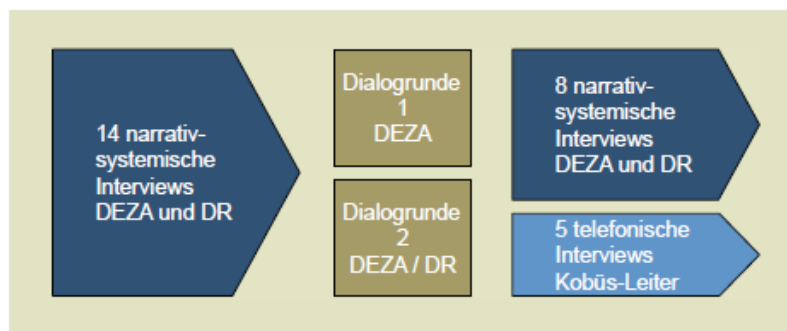 14 narrativ-
systemische
Interviews
DEZA und DR
Dialogrunde
1
DEZA
Dialogrunde
2
DEZA / DR
8 narrativ-
systemische
Interviews
DEZA und DR
5 telefonische
Interviews
Kobüs-Leiter